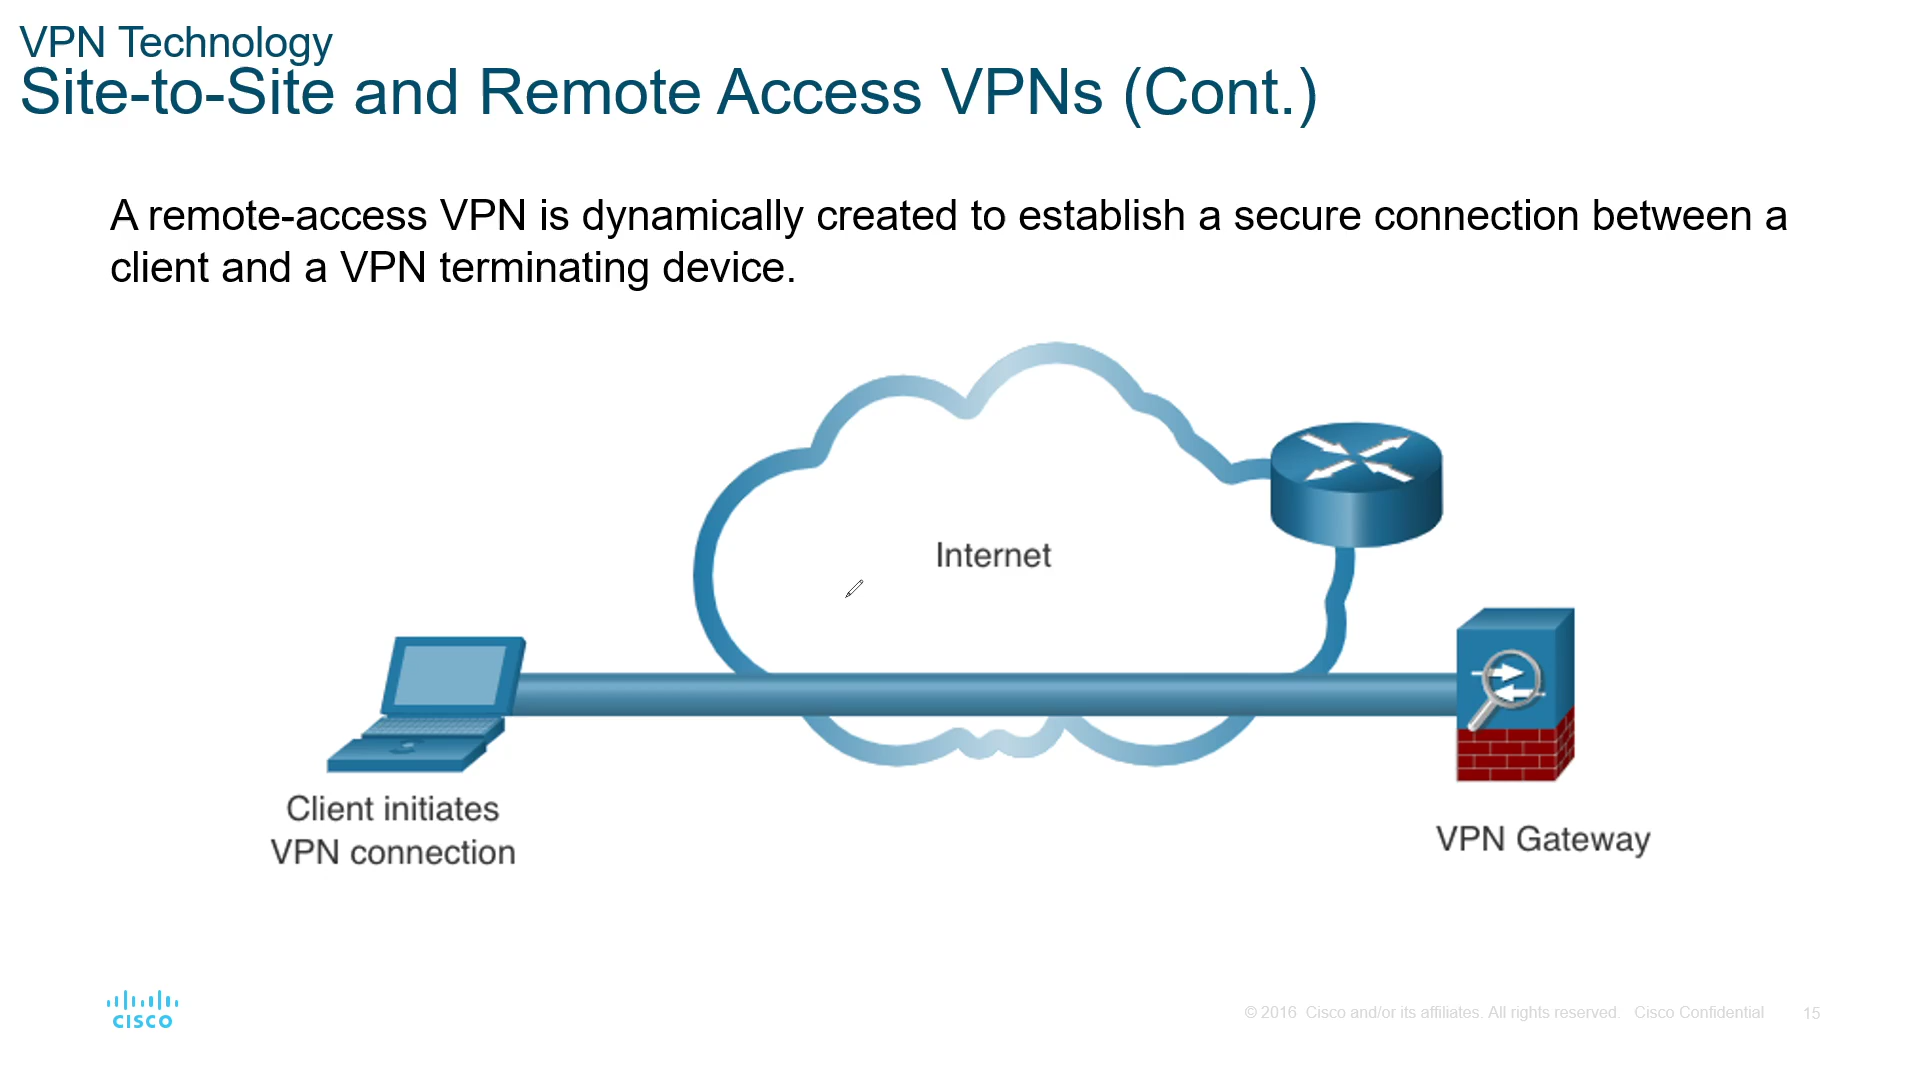 VPN Technology
Site-to-Site and Remote Access VPNs (Cont.)
A remote-access VPN is dynamically created to establish a secure connection between a
client and a VPN terminating device.
Internet
Client initiates
VPN connection
VPN Gateway
CISCO
© 2016 Cisco and/or its affiliates. All rights reserved. Cisco Confidential 15